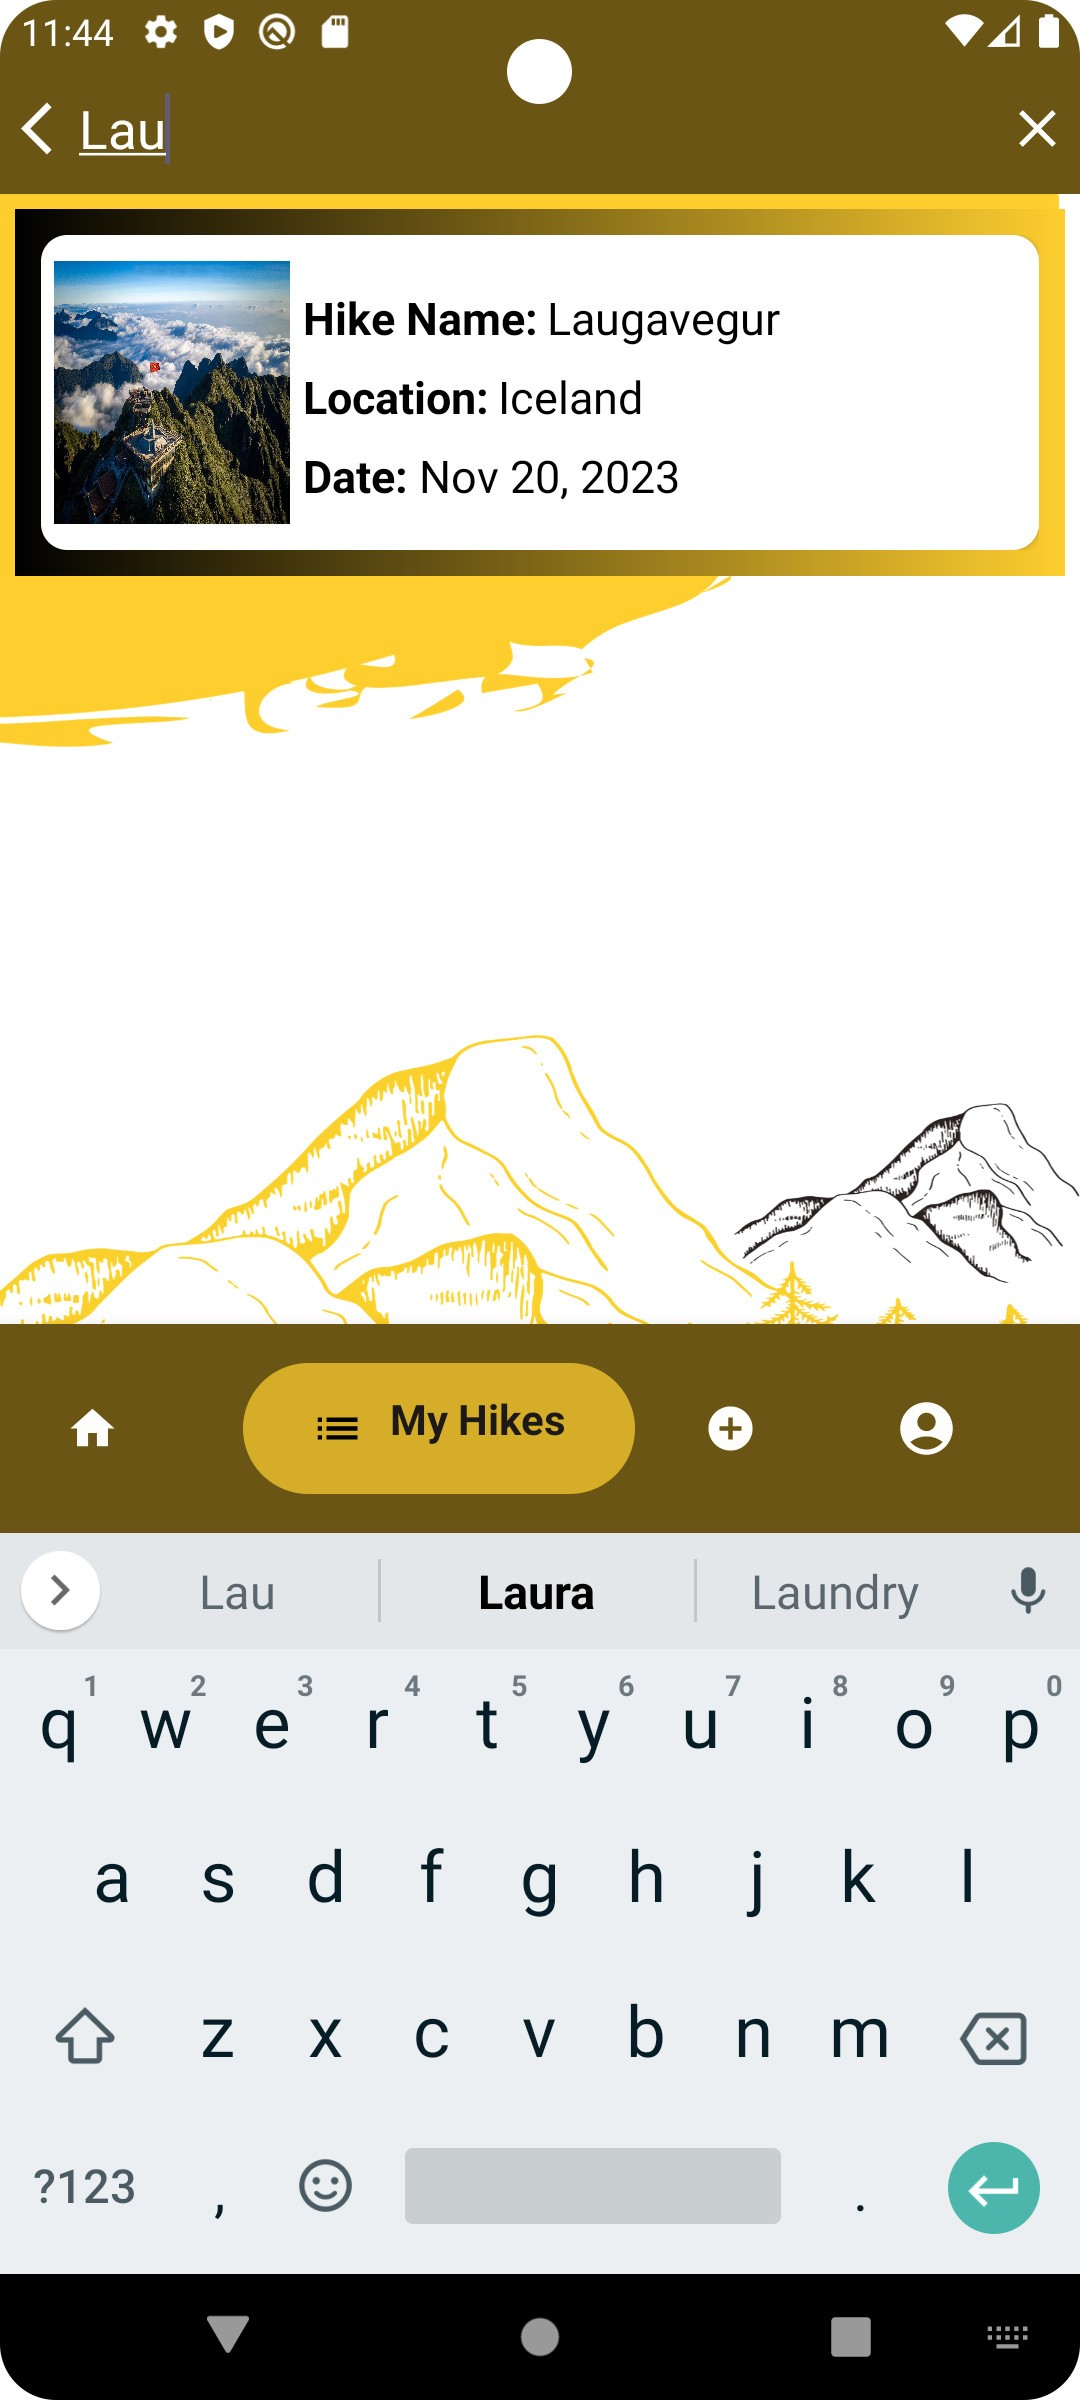 11:44
Lau
Hike Name: Laugavegur
Location: Iceland
Date: Nov 20, 2023
My Hikes
Lau Laura Laundry
1 2 3 4 5 6 7 8 9 0
q w e r t y u i o p
a s d f g h j k l
z x c v b n m
?123 , .